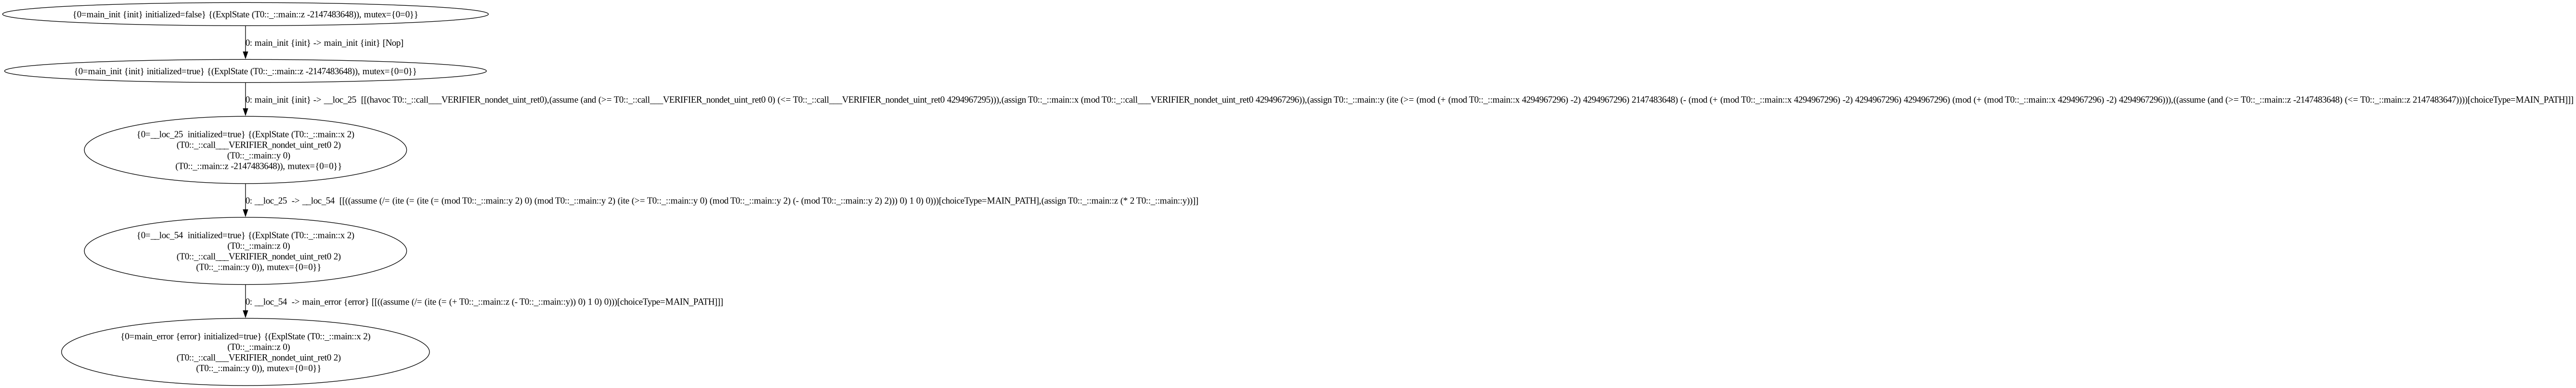 {0=main_init {init} initialized=false} {(ExplState (T0::_::main::z -2147483648)), mutex={0=0}}
0: main_init {init} -> main_init {init} [Nop]
{0=main_init {init} initialized=true} {(ExplState (T0::_::main::z -2147483648)), mutex={0=0}}
0: main_init {init} -> __loc_25  [[(havoc T0::_::call___VERIFIER_nondet_uint_ret0),(assume (and (>= T0::_::call___VERIFIER_nondet_uint_ret0 0) (<= T0::_::call___VERIFIER_nondet_uint_ret0 4294967295))),(assign T0::_::main::x (mod T0::_::call___VERIFIER_nondet_uint_ret0 4294967296)),(assign T0::_::main::y (ite (>= (mod (+ (mod T0::_::main::x 4294967296) -2) 4294967296) 2147483648) (- (mod (+ (mod T0::_::main::x 4294967296) -2) 4294967296) 4294967296) (mod (+ (mod T0::_::main::x 4294967296) -2) 4294967296))),((assume (and (>= T0::_::main::z -2147483648) (<= T0::_::main::z 2147483647))))[choiceType=MAIN_PATH]]]
{0=__loc_25  initialized=true} {(ExplState (T0::_::main::x 2)
(T0::_::call___VERIFIER_nondet_uint_ret0 2)
(T0::_::main::y 0)
(T0::_::main::z -2147483648)), mutex={0=0}}
0: __loc_25  -> __loc_54  [[((assume (/= (ite (= (ite (= (mod T0::_::main::y 2) 0) (mod T0::_::main::y 2) (ite (>= T0::_::main::y 0) (mod T0::_::main::y 2) (- (mod T0::_::main::y 2) 2))) 0) 1 0) 0)))[choiceType=MAIN_PATH],(assign T0::_::main::z (* 2 T0::_::main::y))]]
{0=__loc_54  initialized=true} {(ExplState (T0::_::main::x 2)
(T0::_::main::z 0)
(T0::_::call___VERIFIER_nondet_uint_ret0 2)
(T0::_::main::y 0)), mutex={0=0}}
0: __loc_54  -> main_error {error} [[((assume (/= (ite (= (+ T0::_::main::z (- T0::_::main::y)) 0) 1 0) 0)))[choiceType=MAIN_PATH]]]
{0=main_error {error} initialized=true} {(ExplState (T0::_::main::x 2)
(T0::_::main::z 0)
(T0::_::call___VERIFIER_nondet_uint_ret0 2)
(T0::_::main::y 0)), mutex={0=0}}